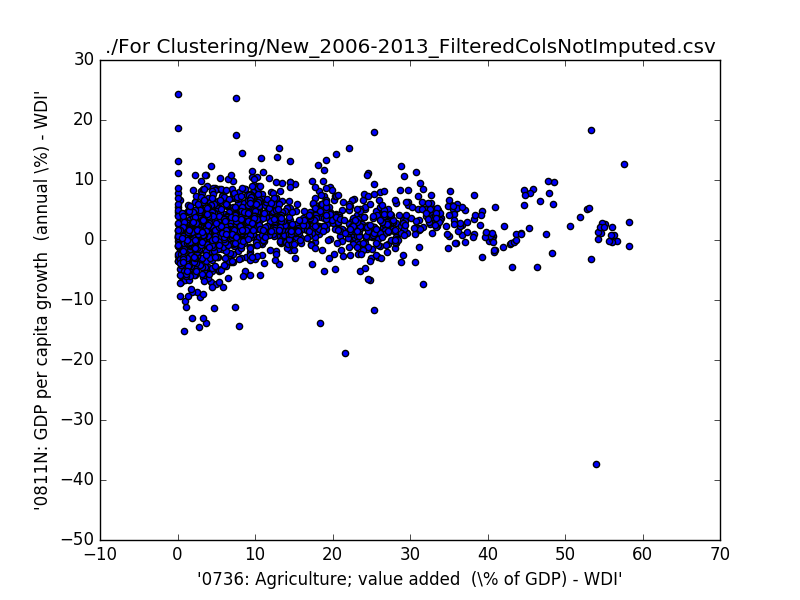 ./For Clustering/New_2006-2013_FilteredColsNotImputed.csv
30
20
10
0
−10
−20
−30
−40
−50
'0811N: GDP per capita growth  (annual \%) - WDI'
−10 0 10 20 30 40 50 60 70
'0736: Agriculture; value added  (\% of GDP) - WDI'